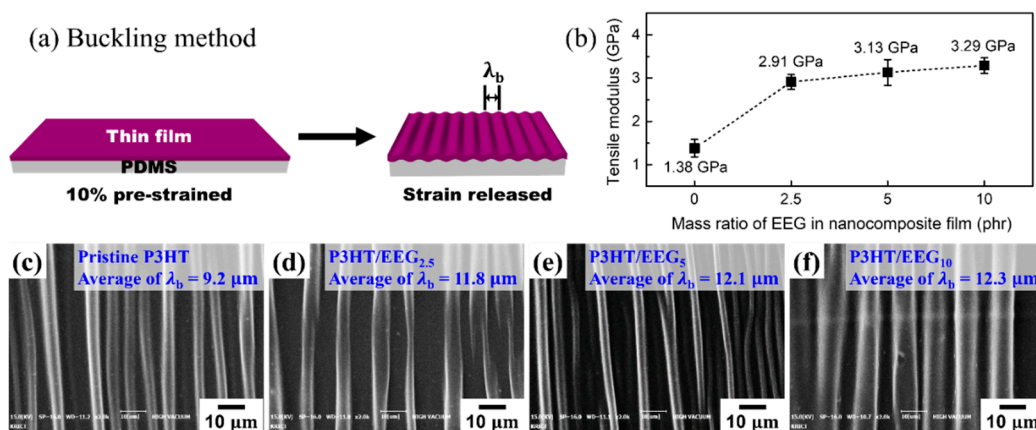 (a) Buckling method
λb
Thin film
PDMS
10% pre-strained
Strain released
(b)
Tensile modulus (GPa)
4
3
2
1
1.38 GPa
2.91 GPa
3.13 GPa
3.29 GPa
0
2.5
5
10
Mass ratio of EEG in nanocomposite film (phr)
(c)
Pristine P3HT
Average of λb = 9.2 μm
10 μm
(d)
P3HT/EEG2.5
Average of λb = 11.8 μm
10 μm
(e)
P3HT/EEG5
Average of λb = 12.1 μm
10 μm
(f)
P3HT/EEG10
Average of λb = 12.3 μm
10 μm